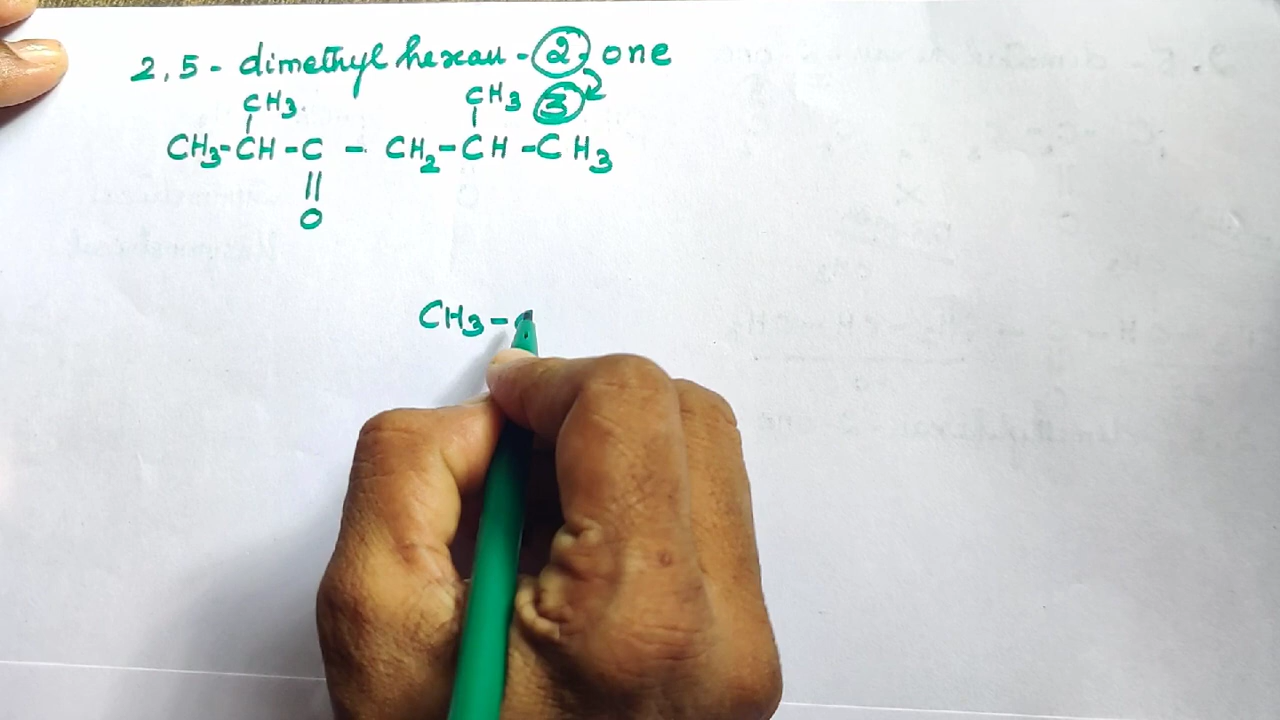 2,5 - dimethyl hexan - 2 one
CH3 CH3 3
CH3-CH-C - CH2-CH-CH3
||
O
CH3-